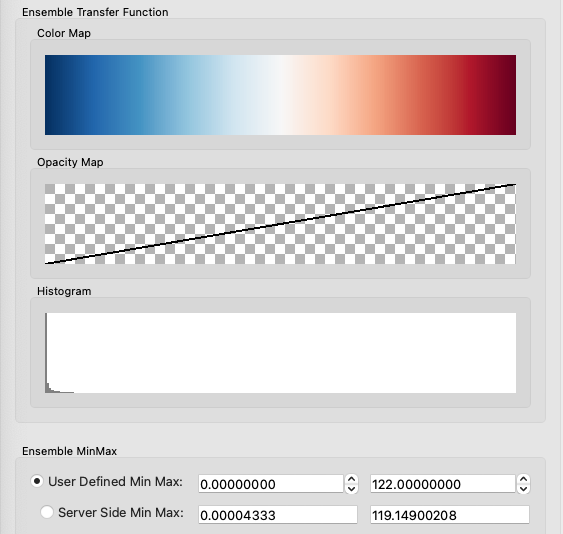 Ensemble Transfer Function
Color Map
Opacity Map
Histogram
Ensemble MinMax
User Defined Min Max: 0.00000000 122.00000000
Server Side Min Max: 0.00004333 119.14900208